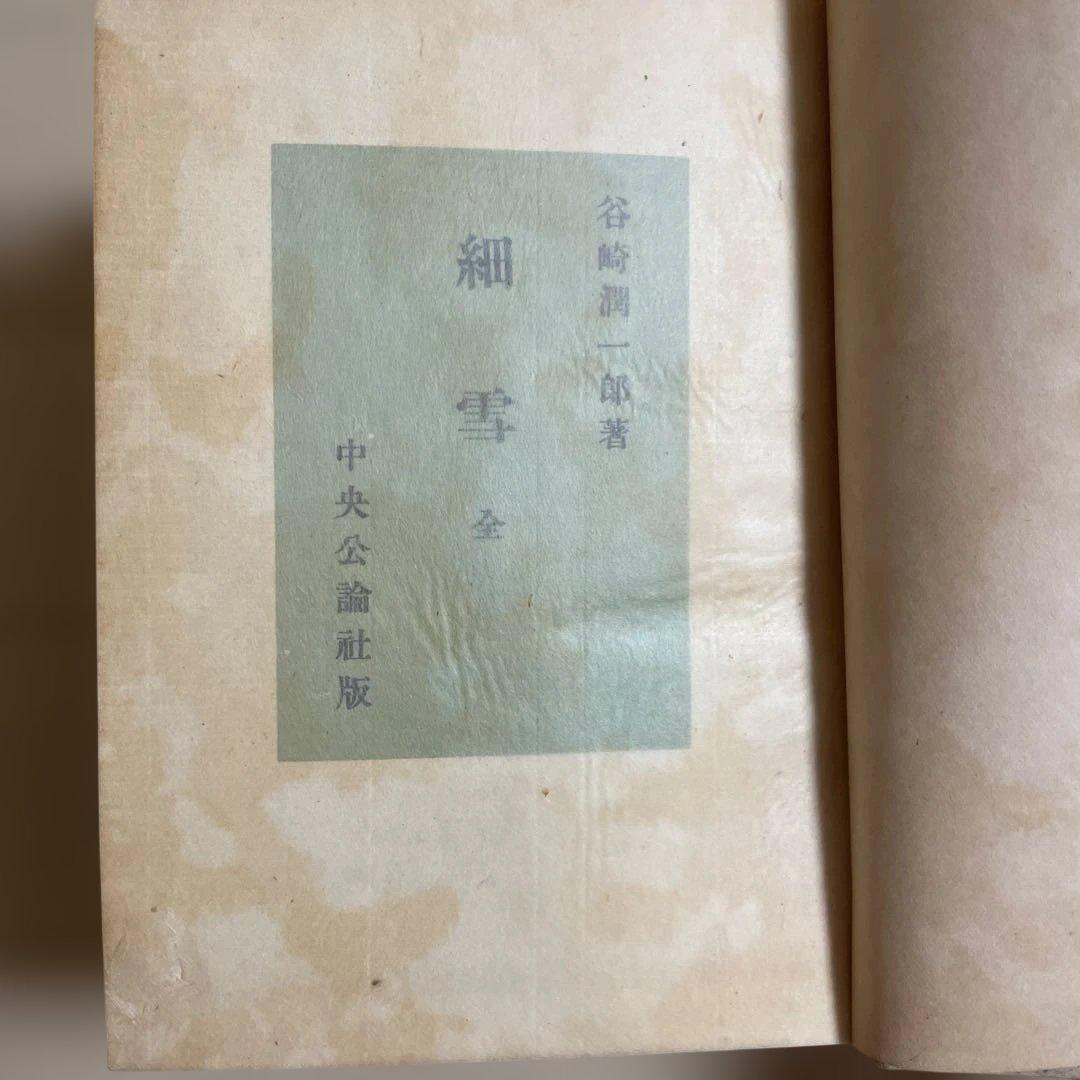 谷崎潤一郎著
細雪 全
中央公論社版